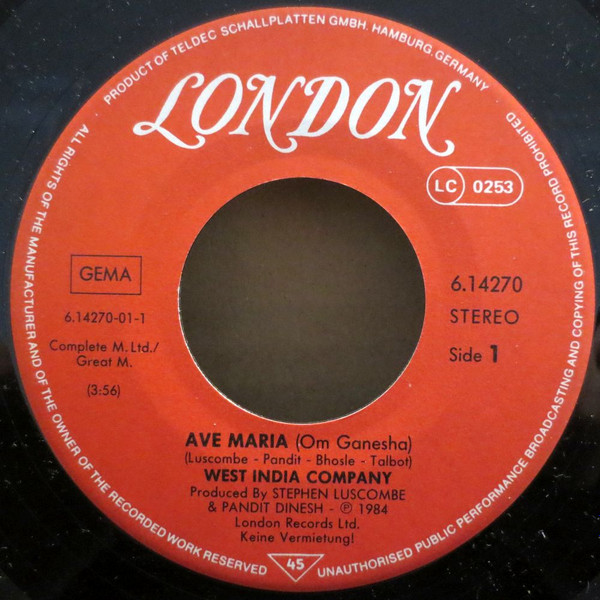 PRODUCT OF TELDEC SCHALLPLATTEN GMBH. HAMBURG. GERMANY
LONDON
LC 0253
GEMA
6.14270-01-1
Complete M. Ltd./
Great M.
(3:56)
6.14270
STEREO
Side 1
AVE MARIA (Om Ganesha)
(Luscombe - Pandit - Bhosle - Talbot)
WEST INDIA COMPANY
Produced By STEPHEN LUSCOMBE
& PANDIT DINESH - ℗ 1984
London Records Ltd.
Keine Vermietung!
45
ALL RIGHTS OF THE MANUFACTURER AND OF THE OWNER OF THE RECORDED WORK RESERVED
UNAUTHORISED PUBLIC PERFORMANCE BROADCASTING AND COPYING OF THIS RECORD PROHIBITED